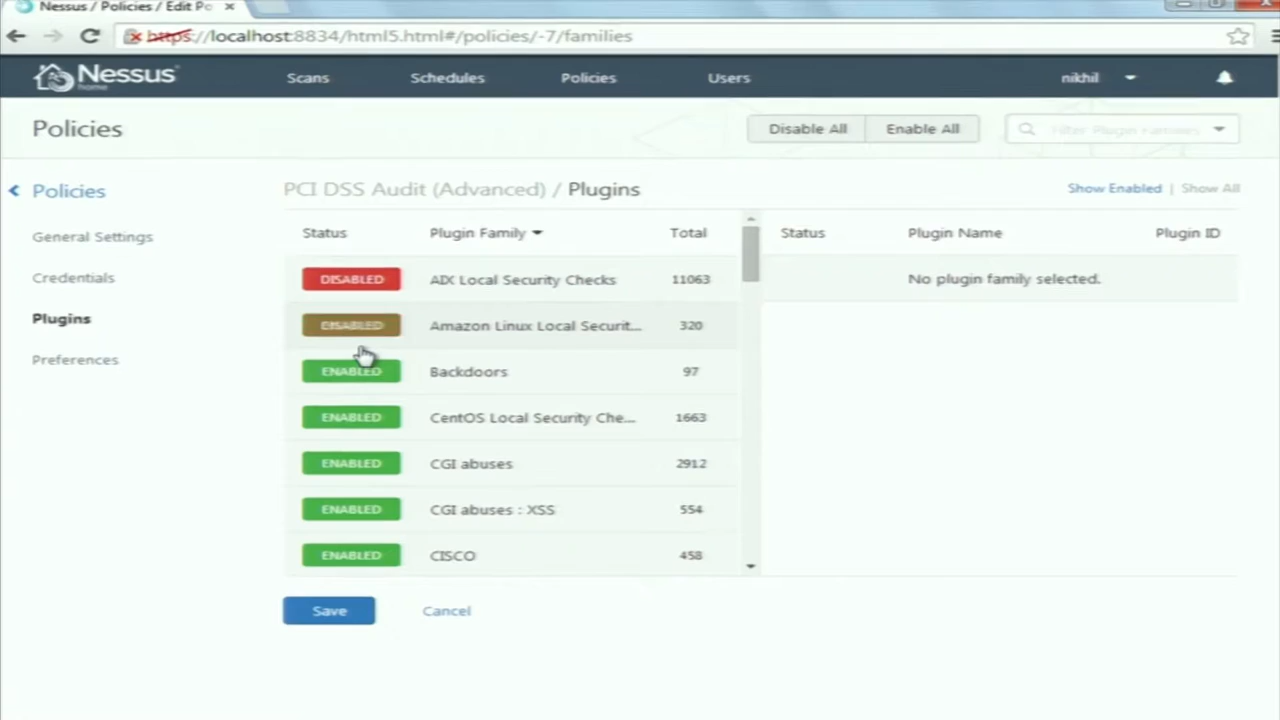 Nessus / Policies / Edit Po ×
https://localhost:8834/html5.html#/policies/-7/families
Nessus
home
Scans
Schedules
Policies
Users
nikhil
Policies
Disable All
Enable All
Filter Plugin Families
Policies
General Settings
Credentials
Plugins
Preferences
PCI DSS Audit (Advanced) / Plugins
Show Enabled | Show All
Status Plugin Family Total
DISABLED AIX Local Security Checks 11063
DISABLED Amazon Linux Local Securit... 320
ENABLED Backdoors 97
ENABLED CentOS Local Security Che... 1663
ENABLED CGI abuses 2912
ENABLED CGI abuses : XSS 554
ENABLED CISCO 458
Status Plugin Name Plugin ID
No plugin family selected.
Save
Cancel